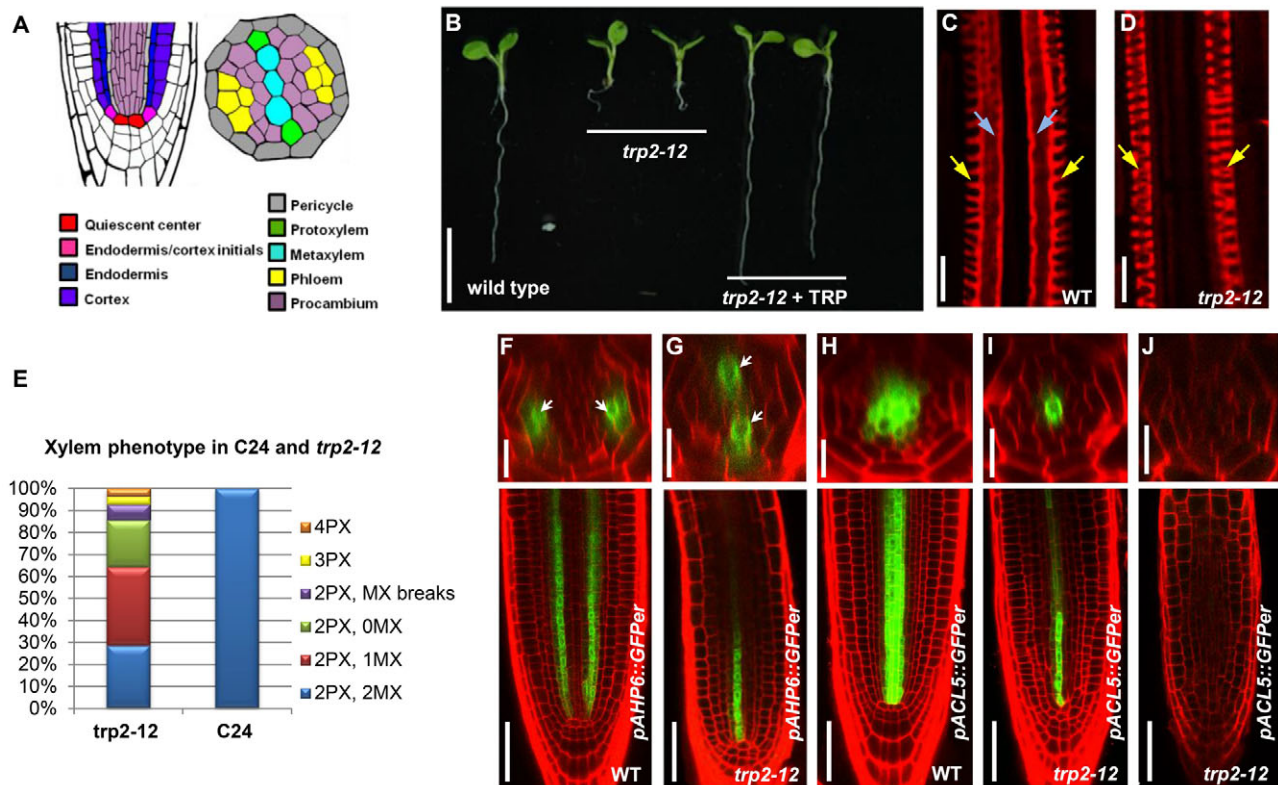 A
Quiescent center
Endodermis/cortex initials
Endodermis
Cortex
Pericycle
Protoxylem
Metaxylem
Phloem
Procambium
B
wild type
trp2-12
trp2-12 + TRP
C
WT
D
trp2-12
E
Xylem phenotype in C24 and trp2-12
100%
90%
80%
70%
60%
50%
40%
30%
20%
10%
0%
trp2-12
C24
4PX
3PX
2PX, MX breaks
2PX, 0MX
2PX, 1MX
2PX, 2MX
F
pAHP6::GFPer
WT
G
pAHP6::GFPer
trp2-12
H
pACL5::GFPer
WT
I
pACL5::GFPer
trp2-12
J
pACL5::GFPer
trp2-12